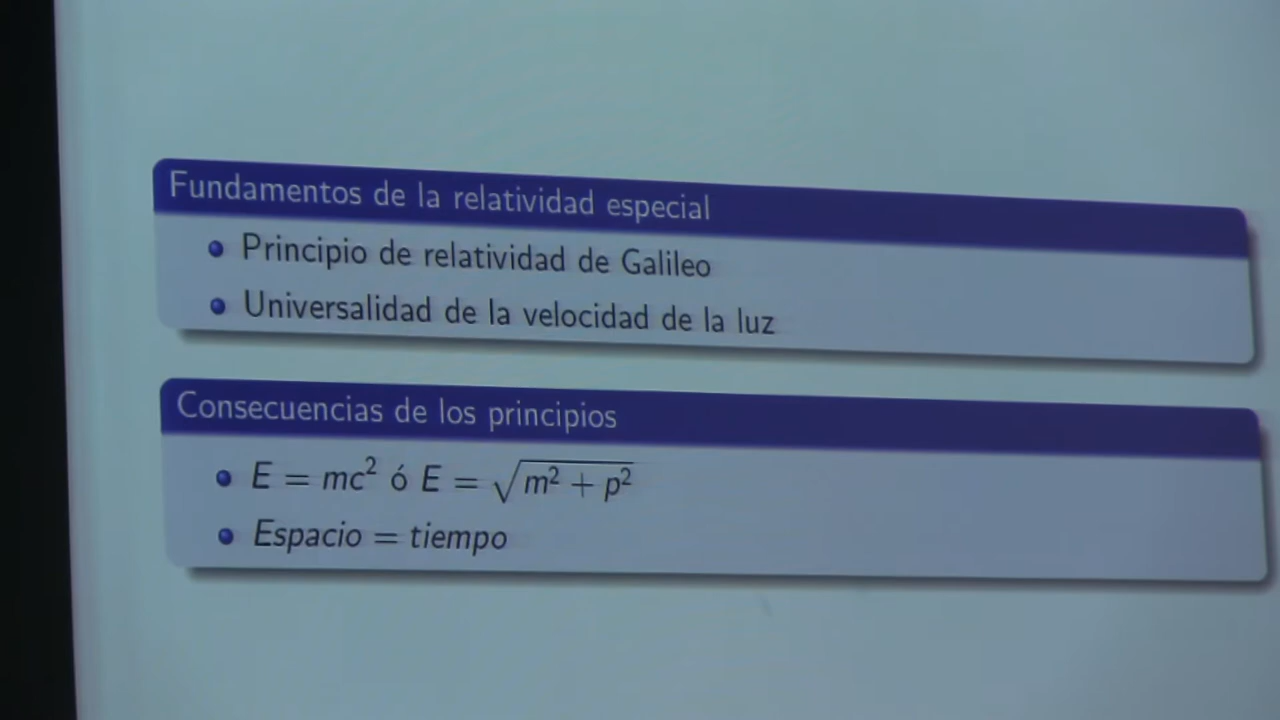 Fundamentos de la relatividad especial
Principio de relatividad de Galileo
Universalidad de la velocidad de la luz
Consecuencias de los principios
E = mc² ó E = √(m² + p²)
Espacio = tiempo